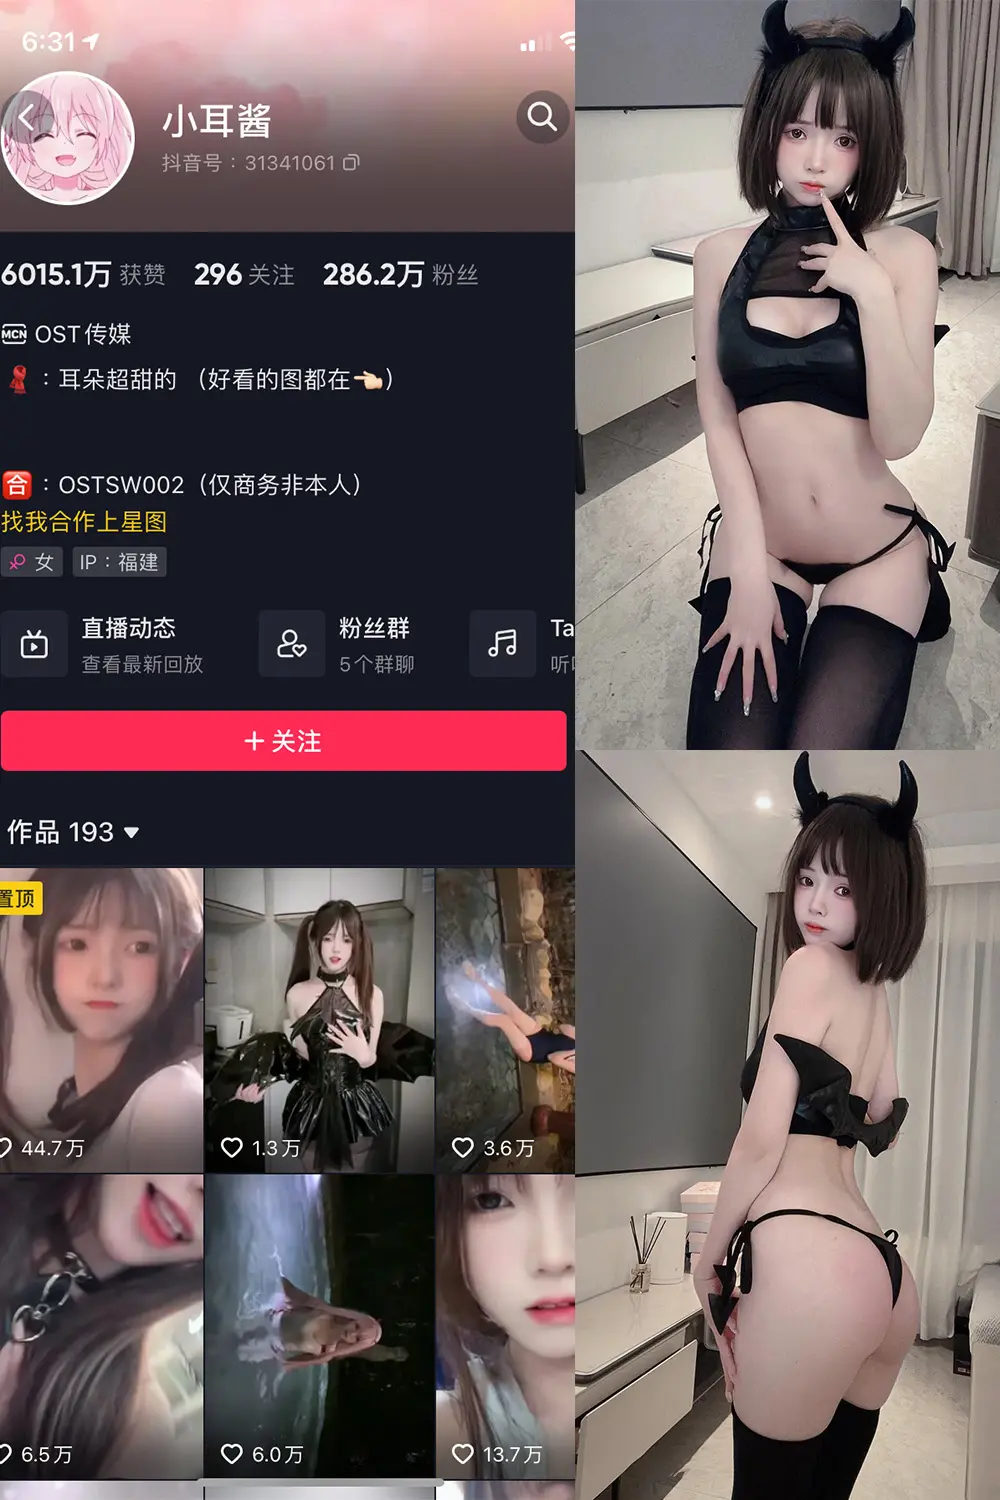 6:31
小耳酱
抖音号：31341061
6015.1万 获赞 296 关注 286.2万 粉丝
MCN OST传媒
：耳朵超甜的 （好看的图都在👈🏻）
合：OSTSW002（仅商务非本人）
找我合作上星图
女 IP：福建
直播动态
查看最新回放
粉丝群
5个群聊
Ta
听
+ 关注
作品 193
置顶
44.7万
1.3万
3.6万
6.5万
6.0万
13.7万